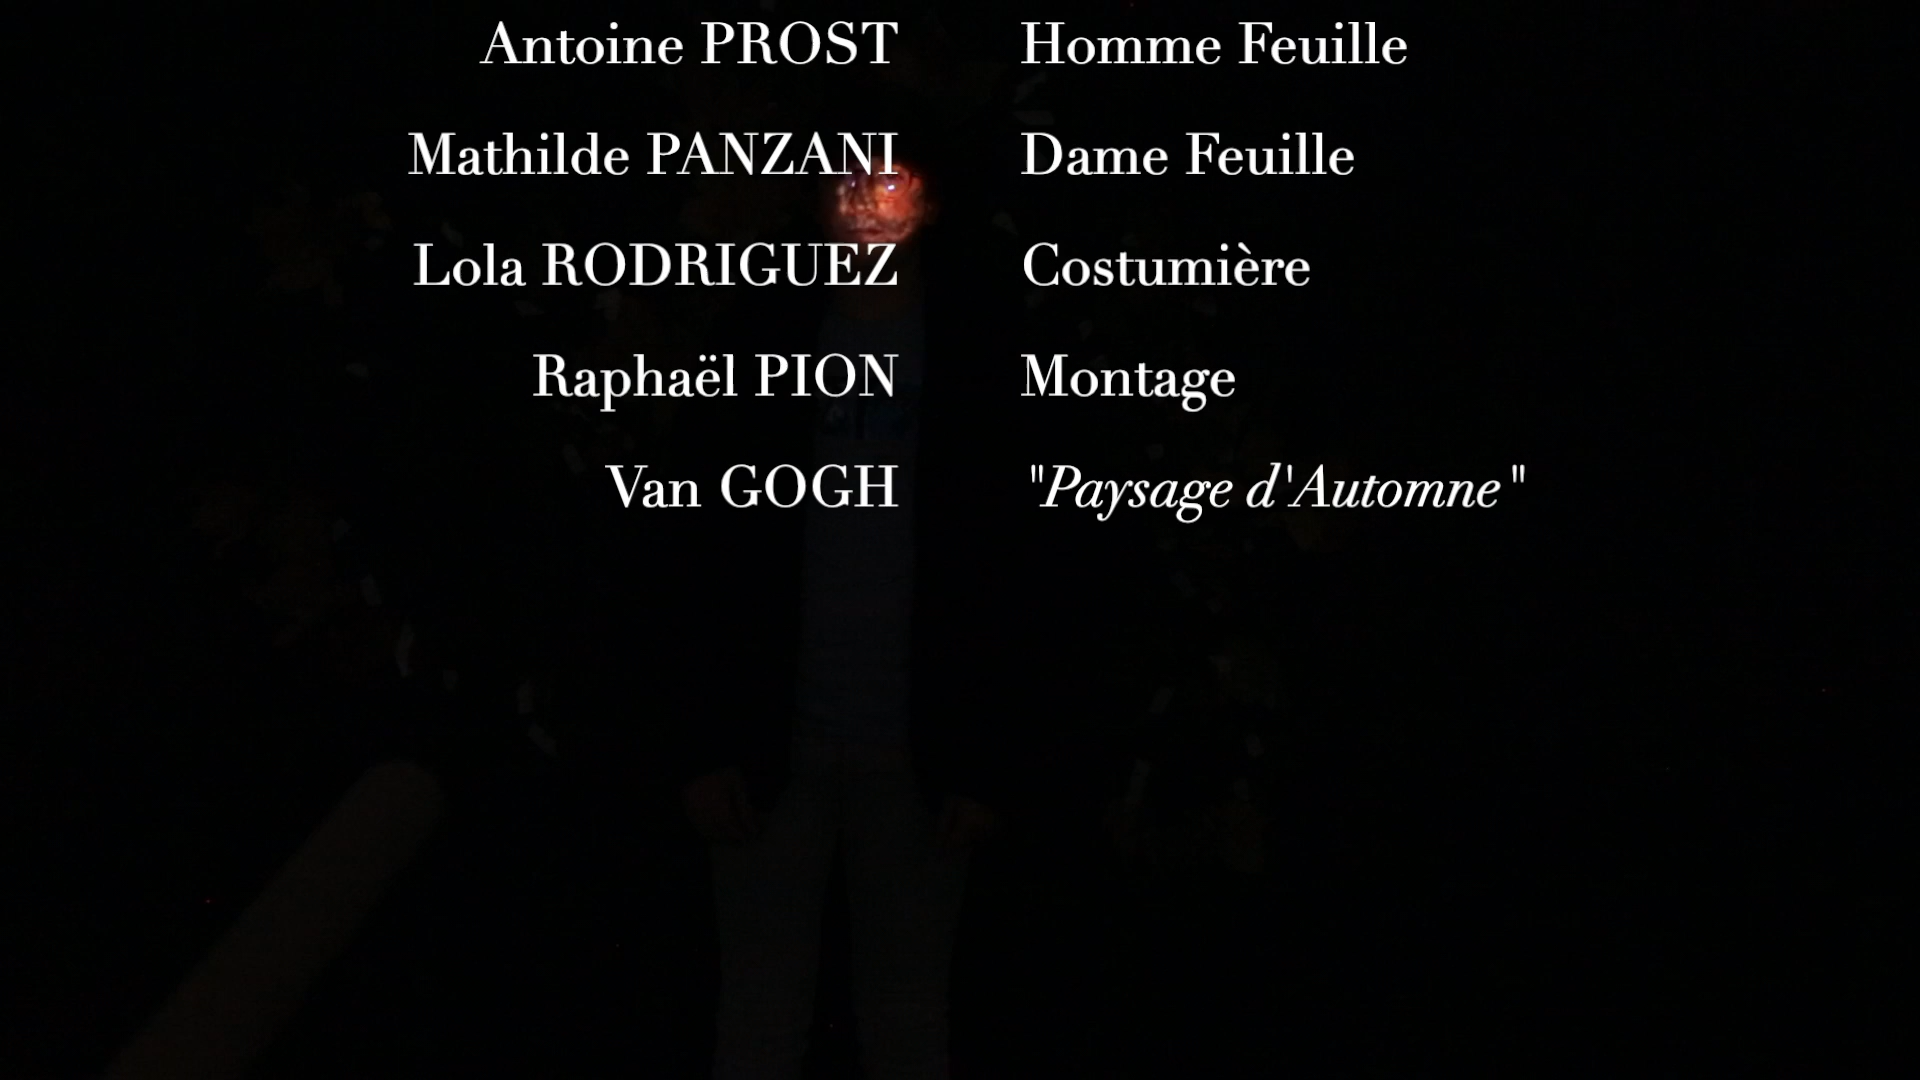 Antoine PROST Homme Feuille
Mathilde PANZANI Dame Feuille
Lola RODRIGUEZ Costumière
Raphaël PION Montage
Van GOGH "Paysage d'Automne"